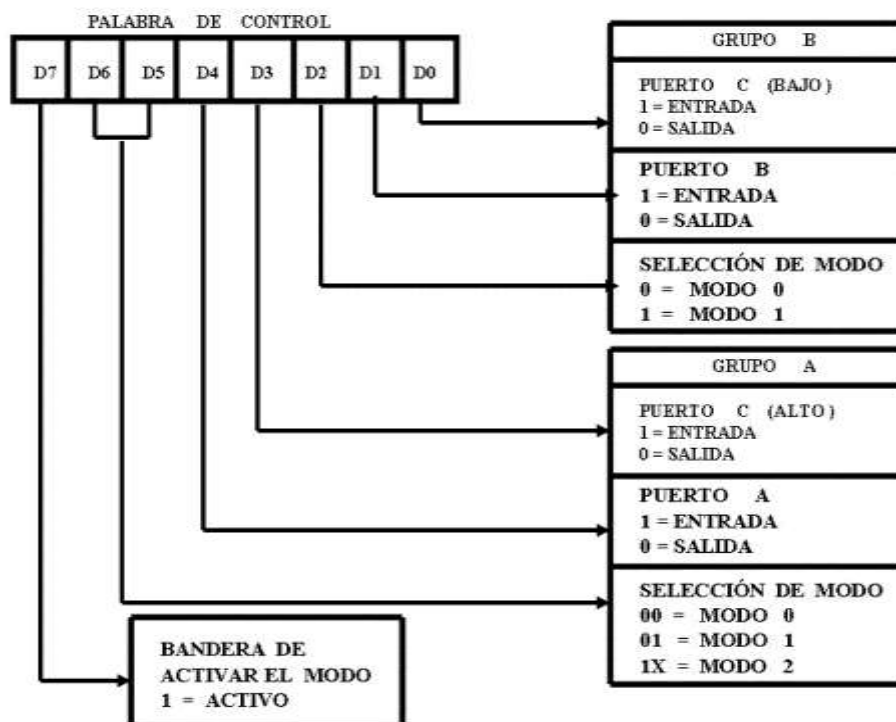 PALABRA DE CONTROL
D7 D6 D5 D4 D3 D2 D1 D0
GRUPO B
PUERTO C (BAJO)
1 = ENTRADA
0 = SALIDA
PUERTO B
1 = ENTRADA
0 = SALIDA
SELECCIÓN DE MODO
0 = MODO 0
1 = MODO 1
GRUPO A
PUERTO C (ALTO)
1 = ENTRADA
0 = SALIDA
PUERTO A
1 = ENTRADA
0 = SALIDA
SELECCIÓN DE MODO
00 = MODO 0
01 = MODO 1
1X = MODO 2
BANDERA DE
ACTIVAR EL MODO
1 = ACTIVO